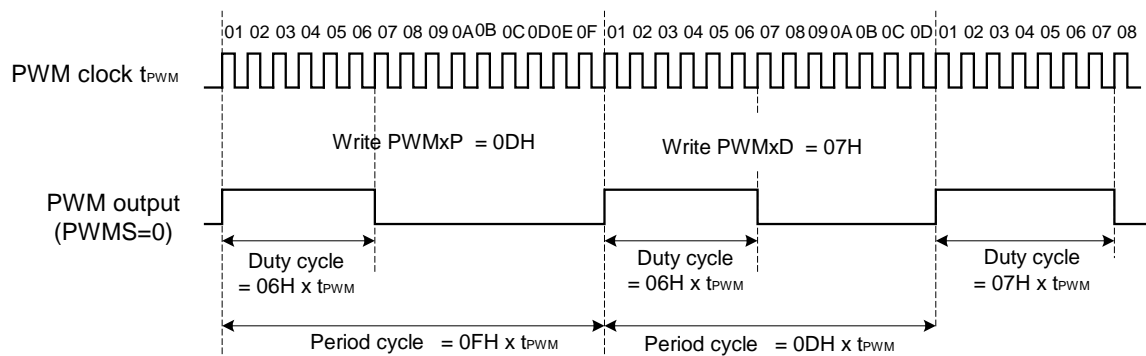 01 02 03 04 05 06 07 08 09 0A 0B 0C 0D 0E 0F 01 02 03 04 05 06 07 08 09 0A 0B 0C 0D 01 02 03 04 05 06 07 08
PWM clock tPWM
Write PWMxP = 0DH
Write PWMxD = 07H
PWM output
(PWMS=0)
Duty cycle
= 06H x tPWM
Duty cycle
= 06H x tPWM
Duty cycle
= 07H x tPWM
Period cycle = 0FH x tPWM
Period cycle = 0DH x tPWM